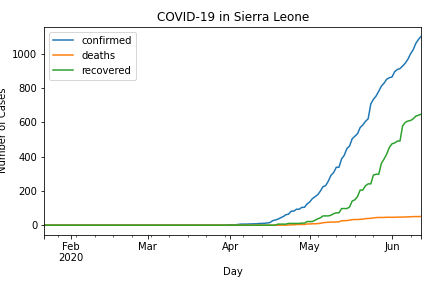 COVID-19 in Sierra Leone
confirmed
deaths
recovered
1000
800
600
400
200
0
Number of Cases
Feb
2020
Mar
Apr
May
Jun
Day